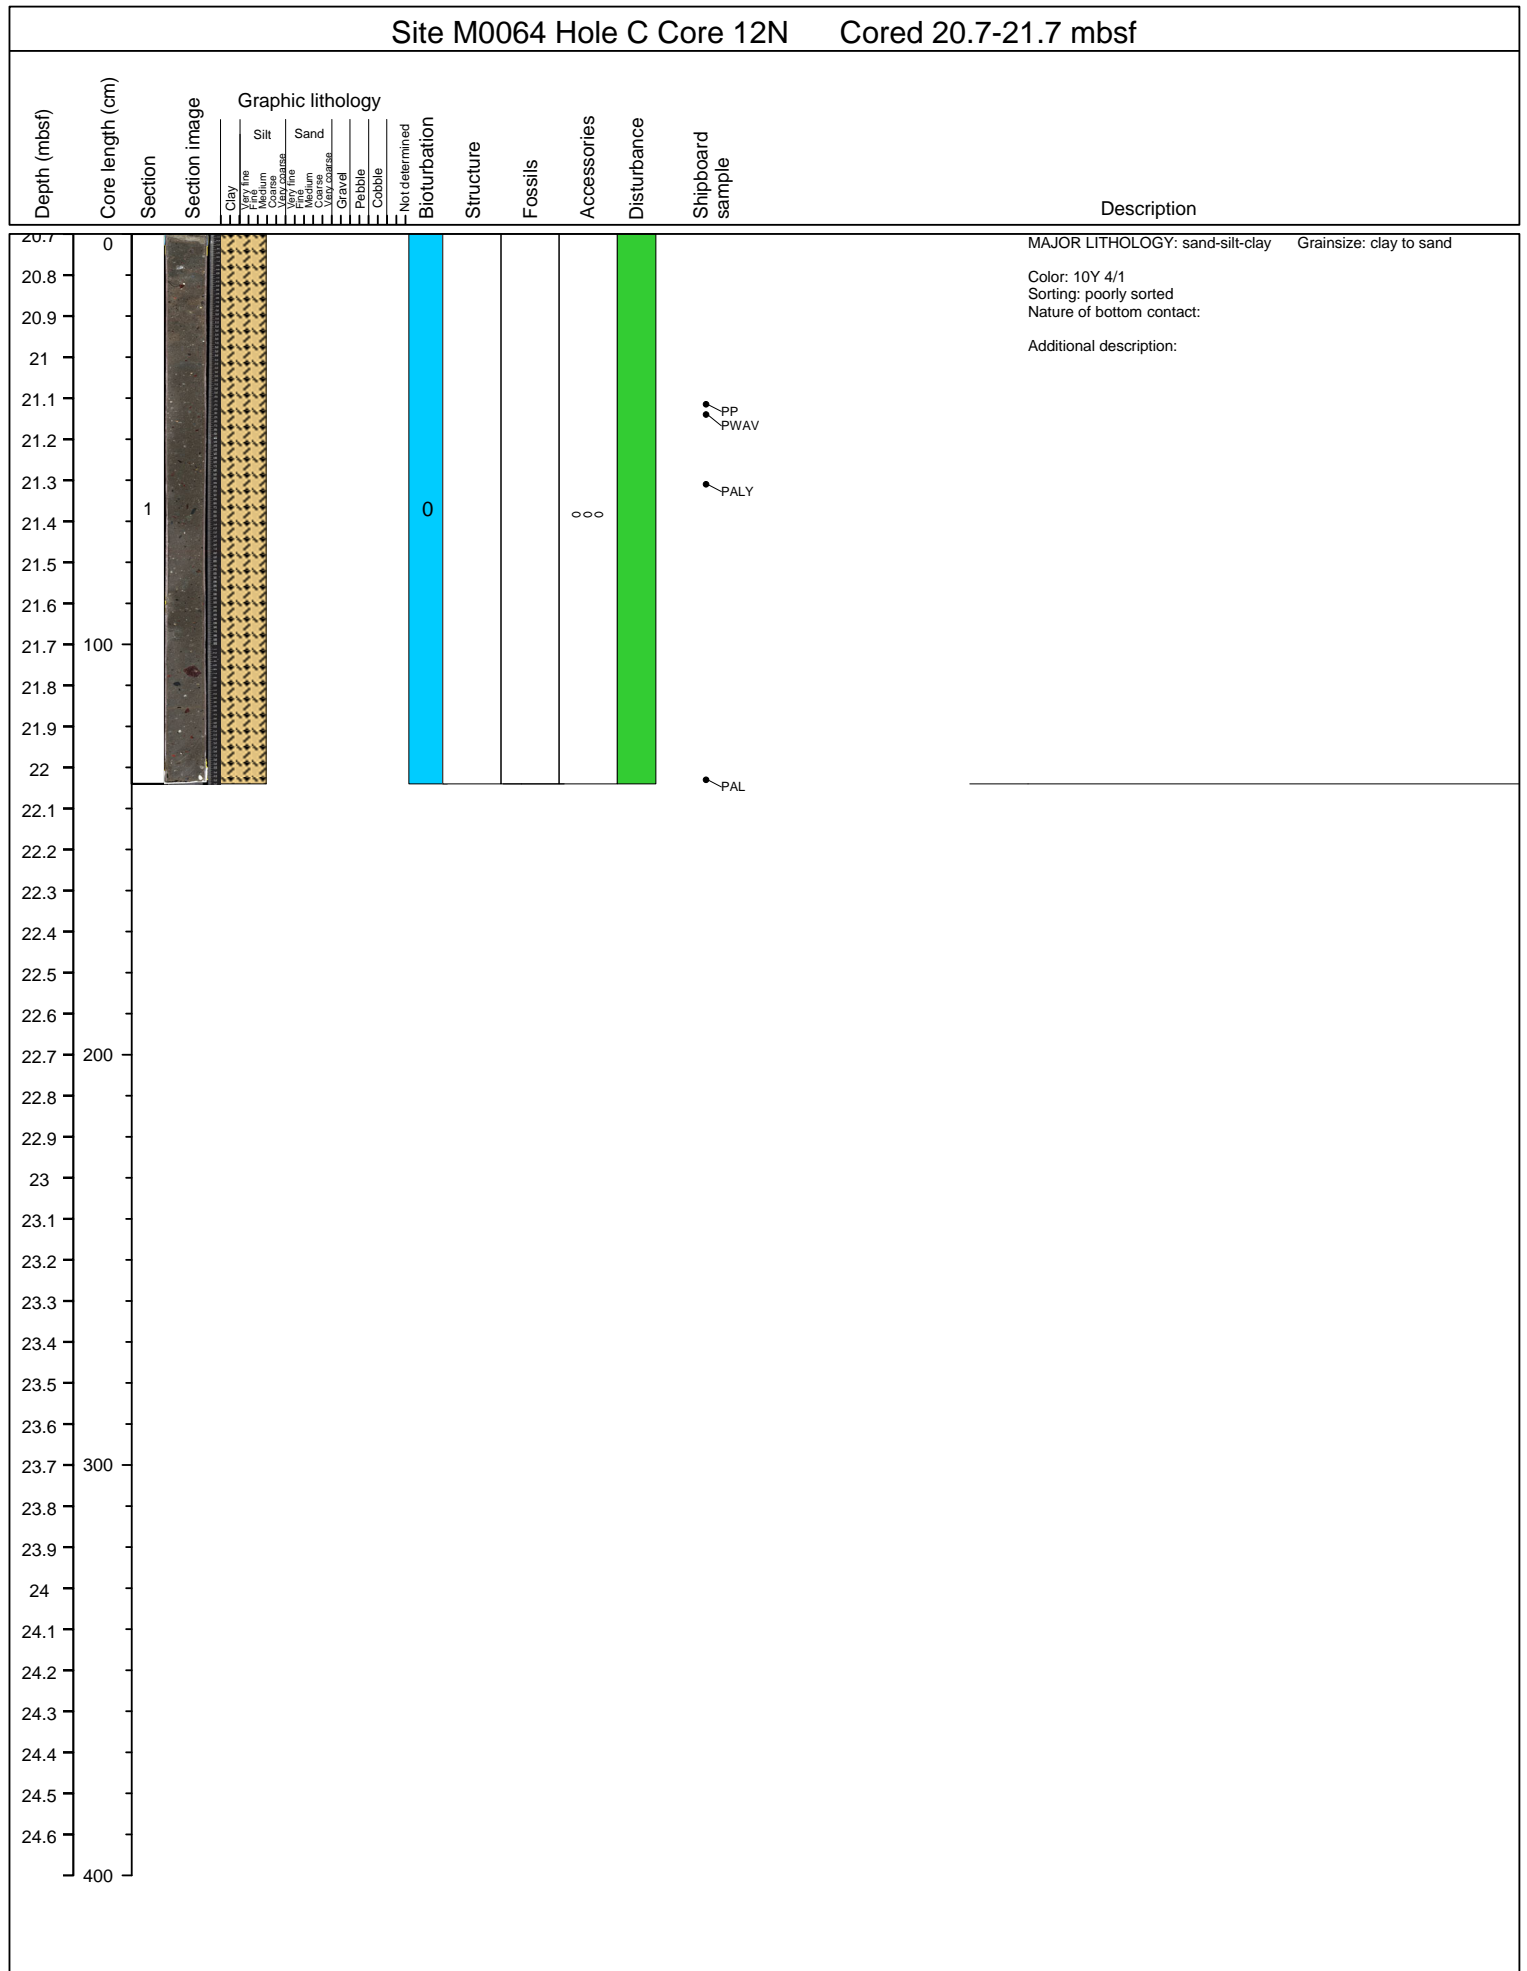 Site M0064 Hole C Core 12N Cored 20.7-21.7 mbsf
Depth (mbsf)
Core length (cm)
Section
Section image
Graphic lithology
Clay
Silt
Very fine
Fine
Medium
Coarse
Very coarse
Sand
Very fine
Fine
Medium
Coarse
Very coarse
Gravel
Pebble
Cobble
Not determined
Bioturbation
Structure
Fossils
Accessories
Disturbance
Shipboard
sample
Description
20.7
20.8
20.9
21
21.1
21.2
21.3
21.4
21.5
21.6
21.7
21.8
21.9
22
22.1
22.2
22.3
22.4
22.5
22.6
22.7
22.8
22.9
23
23.1
23.2
23.3
23.4
23.5
23.6
23.7
23.8
23.9
24
24.1
24.2
24.3
24.4
24.5
24.6
0
100
200
300
400
1
0
PP
PWAV
PALY
PAL
MAJOR LITHOLOGY: sand-silt-clay Grainsize: clay to sand
Color: 10Y 4/1
Sorting: poorly sorted
Nature of bottom contact:
Additional description: